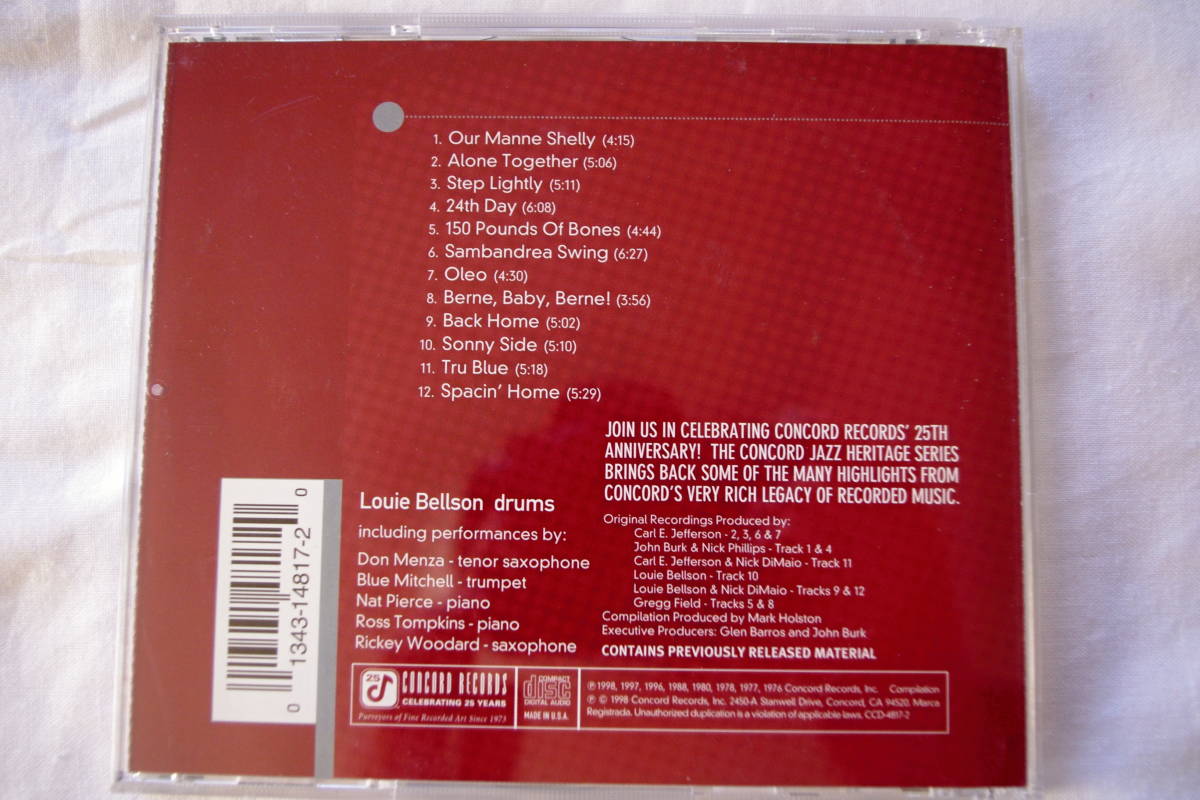 1. Our Manne Shelly (4:15)
2. Alone Together (5:06)
3. Step Lightly (5:11)
4. 24th Day (6:08)
5. 150 Pounds Of Bones (4:44)
6. Sambandrea Swing (6:27)
7. Oleo (4:30)
8. Berne, Baby, Berne! (3:56)
9. Back Home (5:02)
10. Sonny Side (5:10)
11. Tru Blue (5:18)
12. Spacin' Home (5:29)
JOIN US IN CELEBRATING CONCORD RECORDS' 25TH
ANNIVERSARY! THE CONCORD JAZZ HERITAGE SERIES
BRINGS BACK SOME OF THE MANY HIGHLIGHTS FROM
CONCORD'S VERY RICH LEGACY OF RECORDED MUSIC.
Louie Bellson drums
including performances by:
Don Menza - tenor saxophone
Blue Mitchell - trumpet
Nat Pierce - piano
Ross Tompkins - piano
Rickey Woodard - saxophone
Original Recordings Produced by:
Carl E. Jefferson - 2, 3, 6 & 7
John Burk & Nick Phillips - Track 1 & 4
Carl E. Jefferson & Nick DiMaio - Track 11
Louie Bellson - Track 10
Louie Bellson & Nick DiMaio - Tracks 9 & 12
Gregg Field - Tracks 5 & 8
Compilation Produced by Mark Holston
Executive Producers: Glen Barros and John Burk
CONTAINS PREVIOUSLY RELEASED MATERIAL
0 13431-4817-2 0
25 CONCORD RECORDS
CELEBRATING 25 YEARS
Purveyors of Fine Recorded Art Since 1973
COMPACT
disc
DIGITAL AUDIO
MADE IN U.S.A.
℗ 1998, 1997, 1996, 1988, 1980, 1978, 1977, 1976 Concord Records, Inc. Compilation
℗ © 1998 Concord Records, Inc. 2450-A Stanwell Drive, Concord, CA 94520. Marca
Registrada. Unauthorized duplication is a violation of applicable laws. CCD-4817-2